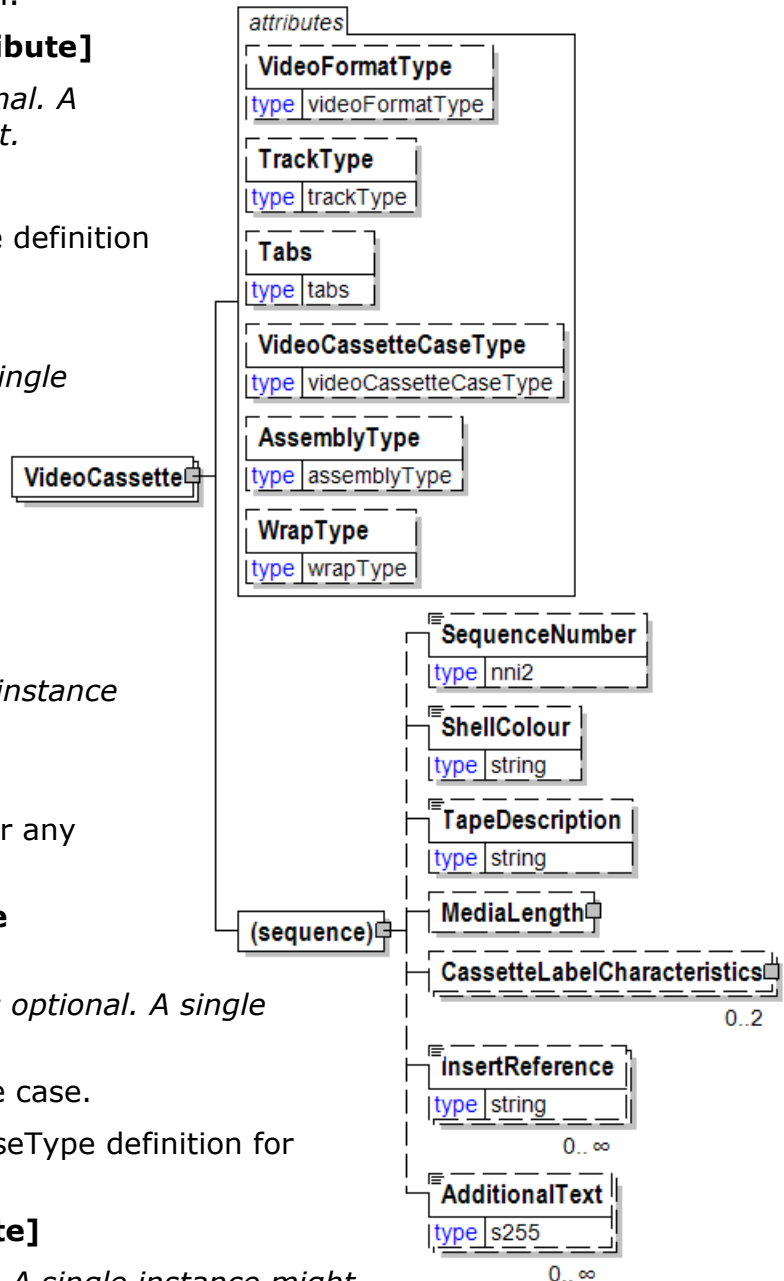 n.
ibute]
nal. A
t.
e definition
ingle
instance
r any
e
optional. A single
e case.
seType definition for
te]
A single instance might
attributes
VideoFormatType
type videoFormatType
TrackType
type trackType
Tabs
type tabs
VideoCassetteCaseType
type videoCassetteCaseType
AssemblyType
type assemblyType
WrapType
type wrapType
VideoCassette
(sequence)
SequenceNumber
type nni2
ShellColour
type string
TapeDescription
type string
MediaLength
CassetteLabelCharacteristics
0..2
InsertReference
type string
0..∞
AdditionalText
type s255
0..∞